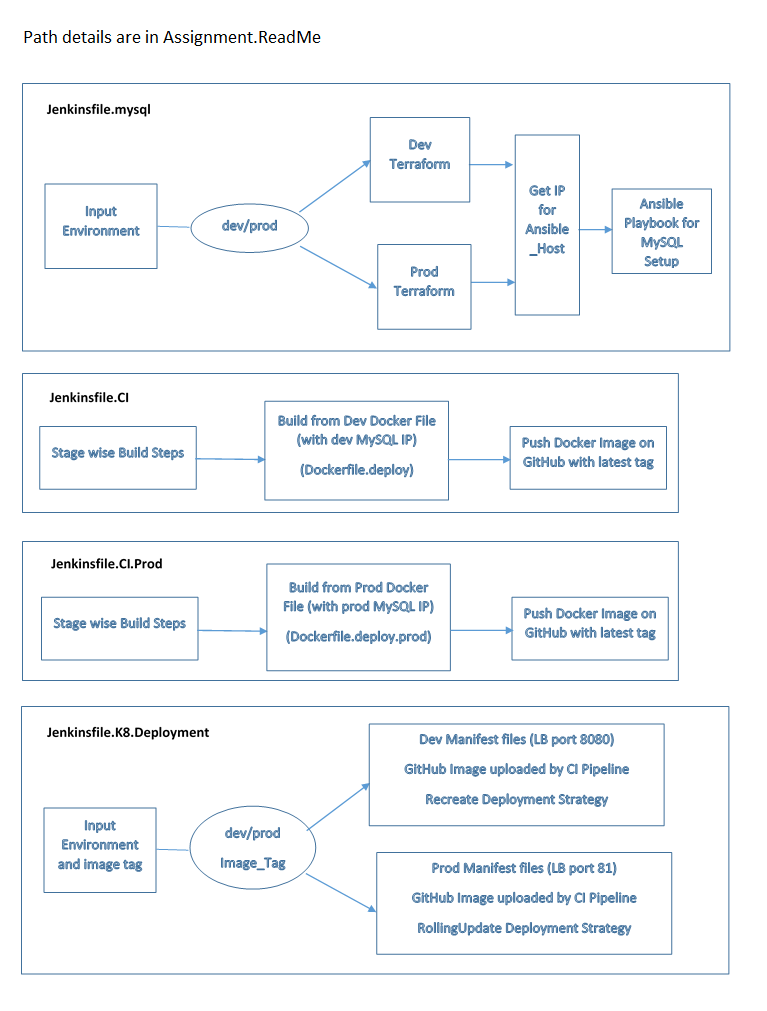 Path details are in Assignment.ReadMe
Jenkinsfile.mysql
Input
Environment
dev/prod
Dev
Terraform
Prod
Terraform
Get IP
for
Ansible
_Host
Ansible
Playbook for
MySQL
Setup
Jenkinsfile.CI
Stage wise Build Steps
Build from Dev Docker File
(with dev MySQL IP)
(Dockerfile.deploy)
Push Docker Image on
GitHub with latest tag
Jenkinsfile.CI.Prod
Stage wise Build Steps
Build from Prod Docker
File (with prod MySQL IP)
(Dockerfile.deploy.prod)
Push Docker Image on
GitHub with latest tag
Jenkinsfile.K8.Deployment
Input
Environment
and image tag
dev/prod
Image_Tag
Dev Manifest files (LB port 8080)
GitHub Image uploaded by CI Pipeline
Recreate Deployment Strategy
Prod Manifest files (LB port 81)
GitHub Image uploaded by CI Pipeline
RollingUpdate Deployment Strategy